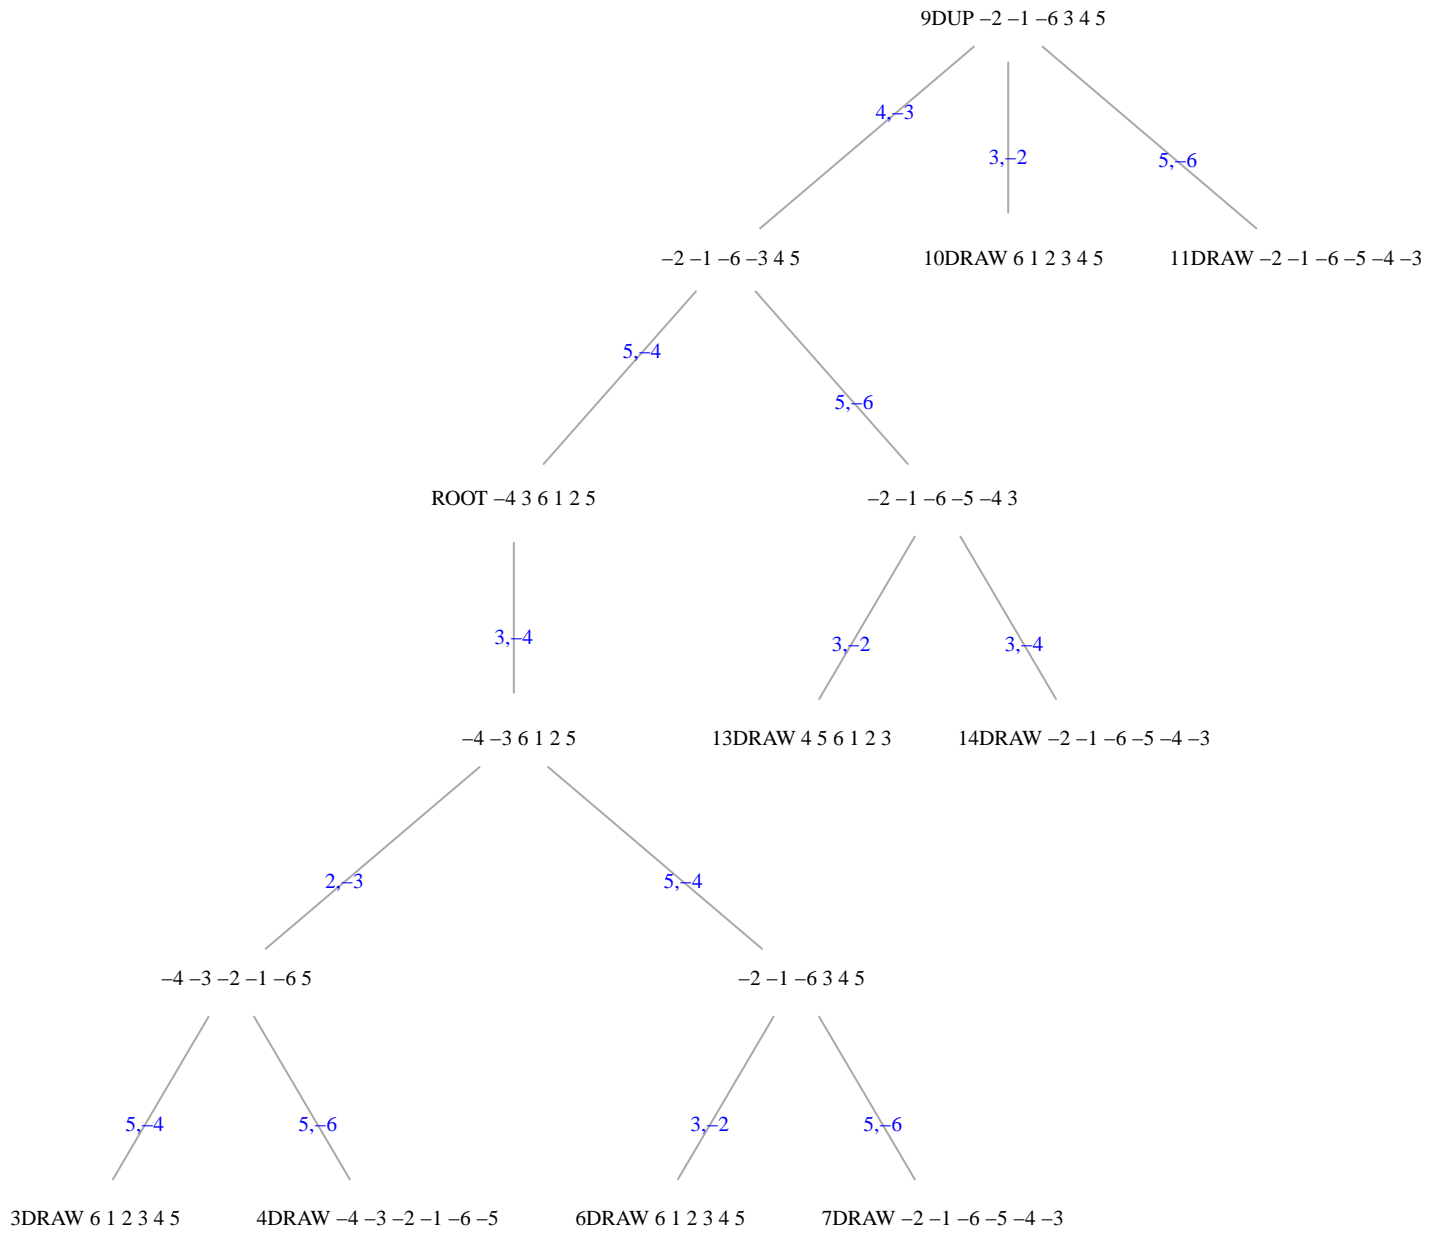 9DUP –2 –1 –6 3 4 5
4,–3
3,–2
5,–6
–2 –1 –6 –3 4 5
10DRAW 6 1 2 3 4 5
11DRAW –2 –1 –6 –5 –4 –3
5,–4
5,–6
ROOT –4 3 6 1 2 5
–2 –1 –6 –5 –4 3
3,–4
3,–2
3,–4
–4 –3 6 1 2 5
13DRAW 4 5 6 1 2 3
14DRAW –2 –1 –6 –5 –4 –3
2,–3
5,–4
–4 –3 –2 –1 –6 5
–2 –1 –6 3 4 5
5,–4
5,–6
3,–2
5,–6
3DRAW 6 1 2 3 4 5
4DRAW –4 –3 –2 –1 –6 –5
6DRAW 6 1 2 3 4 5
7DRAW –2 –1 –6 –5 –4 –3